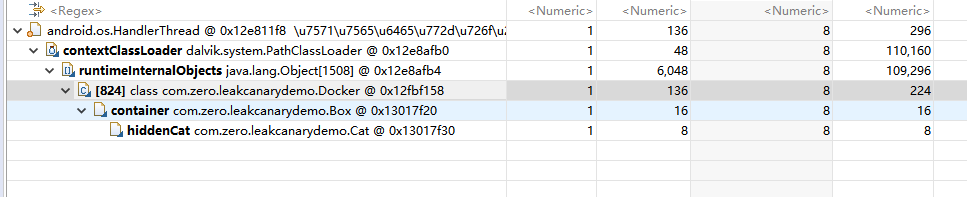 <Regex> <Numeric> <Numeric> <Numeric> <Numeric>
android.os.HandlerThread @ 0x12e811f8 \u7571\u7565\u6465\u772d\u726f\u2 1 136 8 296
contextClassLoader dalvik.system.PathClassLoader @ 0x12e8afb0 1 48 8 110,160
runtimeInternalObjects java.lang.Object[1508] @ 0x12e8afb4 1 6,048 8 109,296
[824] class com.zero.leakcanarydemo.Docker @ 0x12fbf158 1 136 8 224
container com.zero.leakcanarydemo.Box @ 0x13017f20 1 16 8 16
hiddenCat com.zero.leakcanarydemo.Cat @ 0x13017f30 1 8 8 8